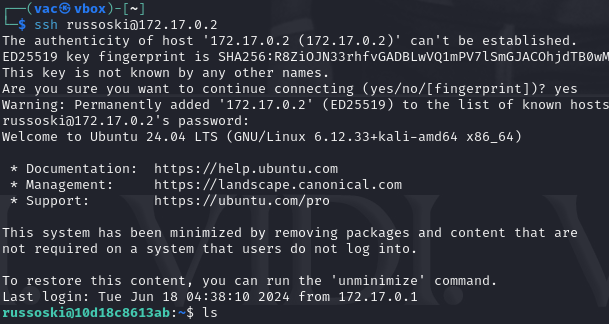 ┌──(vac㉿vbox)-[~]
└─$ ssh russoski@172.17.0.2
The authenticity of host '172.17.0.2 (172.17.0.2)' can't be established.
ED25519 key fingerprint is SHA256:R8ZiOJN33rhfvGADBLwVQ1mPV7lSmGJACOhjdTB0wM
This key is not known by any other names.
Are you sure you want to continue connecting (yes/no/[fingerprint])? yes
Warning: Permanently added '172.17.0.2' (ED25519) to the list of known hosts
russoski@172.17.0.2's password:
Welcome to Ubuntu 24.04 LTS (GNU/Linux 6.12.33+kali-amd64 x86_64)

 * Documentation:  https://help.ubuntu.com
 * Management:     https://landscape.canonical.com
 * Support:        https://ubuntu.com/pro

This system has been minimized by removing packages and content that are
not required on a system that users do not log into.

To restore this content, you can run the 'unminimize' command.
Last login: Tue Jun 18 04:38:10 2024 from 172.17.0.1
russoski@10d18c8613ab:~$ ls